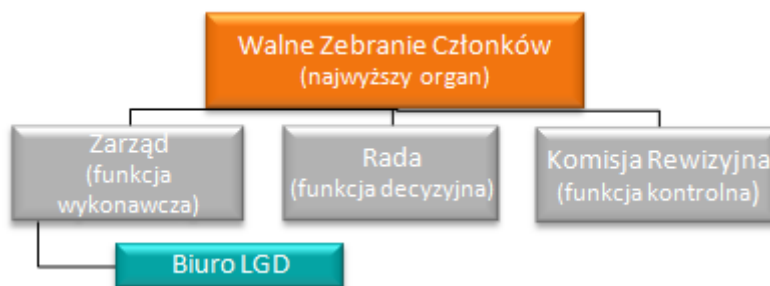 Walne Zebranie Członków
(najwyższy organ)
Zarząd
(funkcja
wykonawcza)
Rada
(funkcja decyzyjna)
Komisja Rewizyjna
(funkcja kontrolna)
Biuro LGD